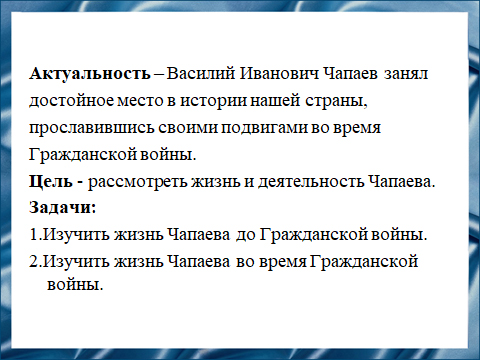 Актуальность – Василий Иванович Чапаев занял
достойное место в истории нашей страны,
прославившись своими подвигами во время
Гражданской войны.
Цель - рассмотреть жизнь и деятельность Чапаева.
Задачи:
1.Изучить жизнь Чапаева до Гражданской войны.
2.Изучить жизнь Чапаева во время Гражданской
войны.